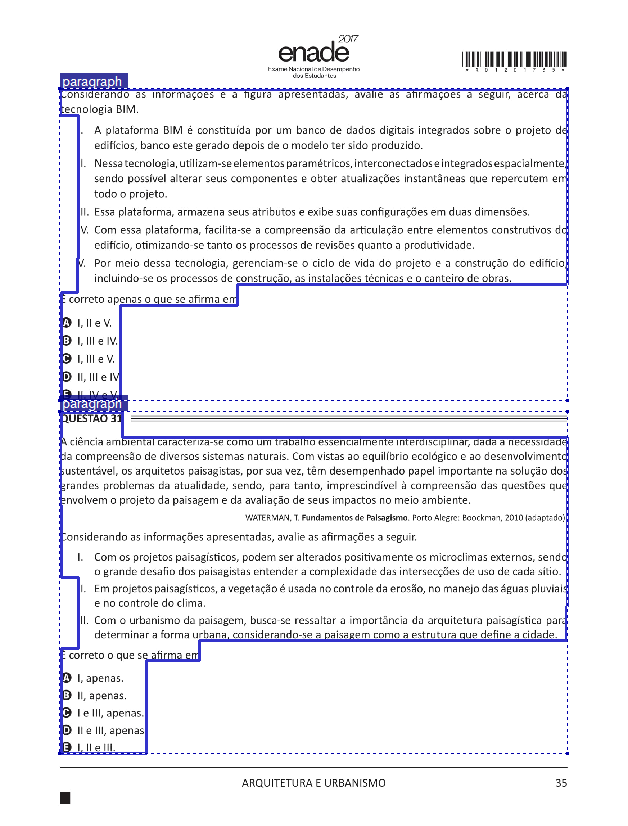 enade 2017
Exame Nacional de Desempenho
dos Estudantes
paragraph
Considerando as informações e a figura apresentadas, avalie as afirmações a seguir, acerca da
tecnologia BIM.
I. A plataforma BIM é constituída por um banco de dados digitais integrados sobre o projeto de
edifícios, banco este gerado depois de o modelo ter sido produzido.
II. Nessa tecnologia, utilizam-se elementos paramétricos, interconectados e integrados espacialmente,
sendo possível alterar seus componentes e obter atualizações instantâneas que repercutem em
todo o projeto.
III. Essa plataforma, armazena seus atributos e exibe suas configurações em duas dimensões.
IV. Com essa plataforma, facilita-se a compreensão da articulação entre elementos construtivos do
edifício, otimizando-se tanto os processos de revisões quanto a produtividade.
V. Por meio dessa tecnologia, gerenciam-se o ciclo de vida do projeto e a construção do edifício,
incluindo-se os processos de construção, as instalações técnicas e o canteiro de obras.
É correto apenas o que se afirma em
A I, II e V.
B I, III e IV.
C I, III e V.
D II, III e IV
E II, IV e V.
paragraph
QUESTÃO 31
A ciência ambiental caracteriza-se como um trabalho essencialmente interdisciplinar, dada a necessidade
da compreensão de diversos sistemas naturais. Com vistas ao equilíbrio ecológico e ao desenvolvimento
sustentável, os arquitetos paisagistas, por sua vez, têm desempenhado papel importante na solução dos
grandes problemas da atualidade, sendo, para tanto, imprescindível à compreensão das questões que
envolvem o projeto da paisagem e da avaliação de seus impactos no meio ambiente.
WATERMAN, T. Fundamentos de Paisagismo. Porto Alegre: Boockman, 2010 (adaptado).
Considerando as informações apresentadas, avalie as afirmações a seguir.
I. Com os projetos paisagísticos, podem ser alterados positivamente os microclimas externos, sendo
o grande desafio dos paisagistas entender a complexidade das intersecções de uso de cada sítio.
II. Em projetos paisagísticos, a vegetação é usada no controle da erosão, no manejo das águas pluviais
e no controle do clima.
III. Com o urbanismo da paisagem, busca-se ressaltar a importância da arquitetura paisagística para
determinar a forma urbana, considerando-se a paisagem como a estrutura que define a cidade.
É correto o que se afirma em
A I, apenas.
B II, apenas.
C I e III, apenas.
D II e III, apenas
E I, II e III.
ARQUITETURA E URBANISMO 35